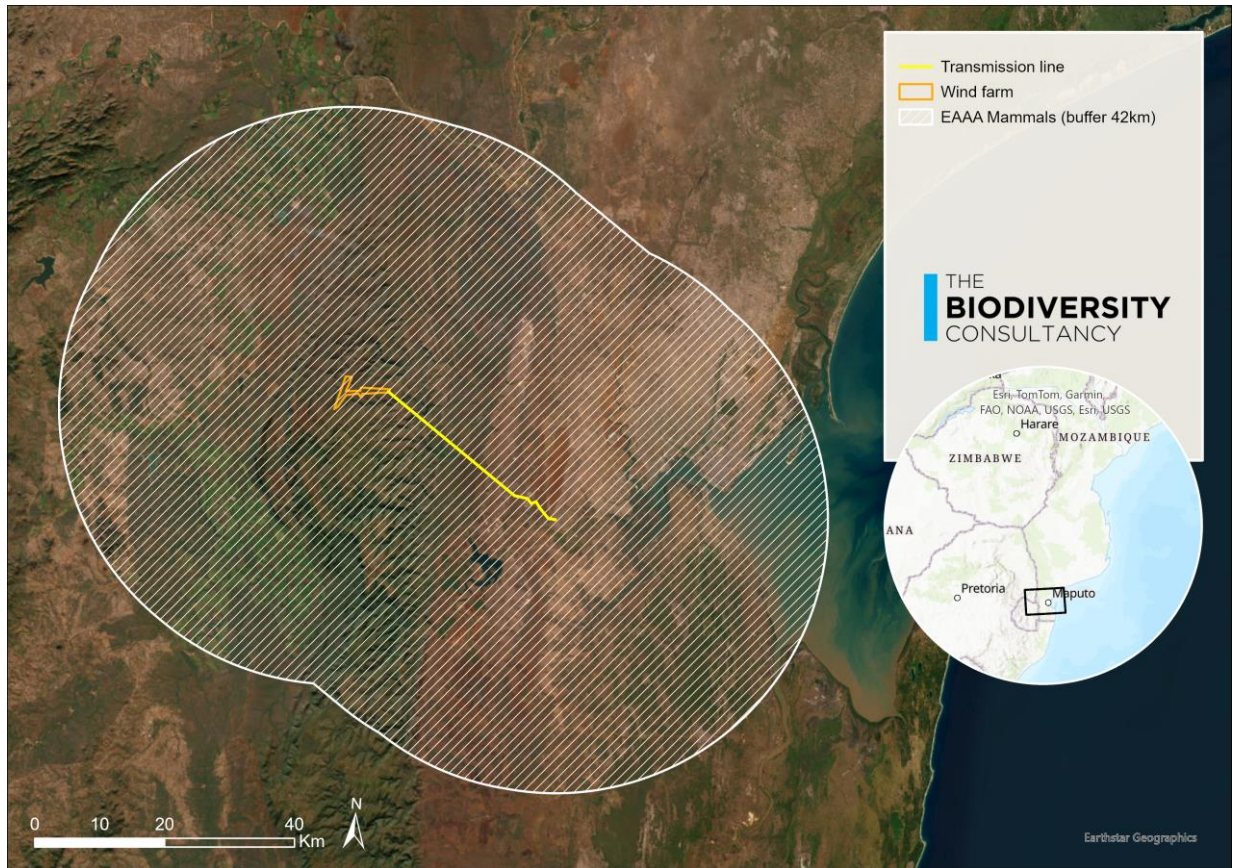 Transmission line
Wind farm
EAAA Mammals (buffer 42km)
THE
BIODIVERSITY
CONSULTANCY
Esri, TomTom, Garmin,
FAO, NOAA, USGS, Esri, USGS
Harare
MOZAMBIQUE
ZIMBABWE
ANA
Pretoria
Maputo
N
0 10 20 40
Km
Earthstar Geographics